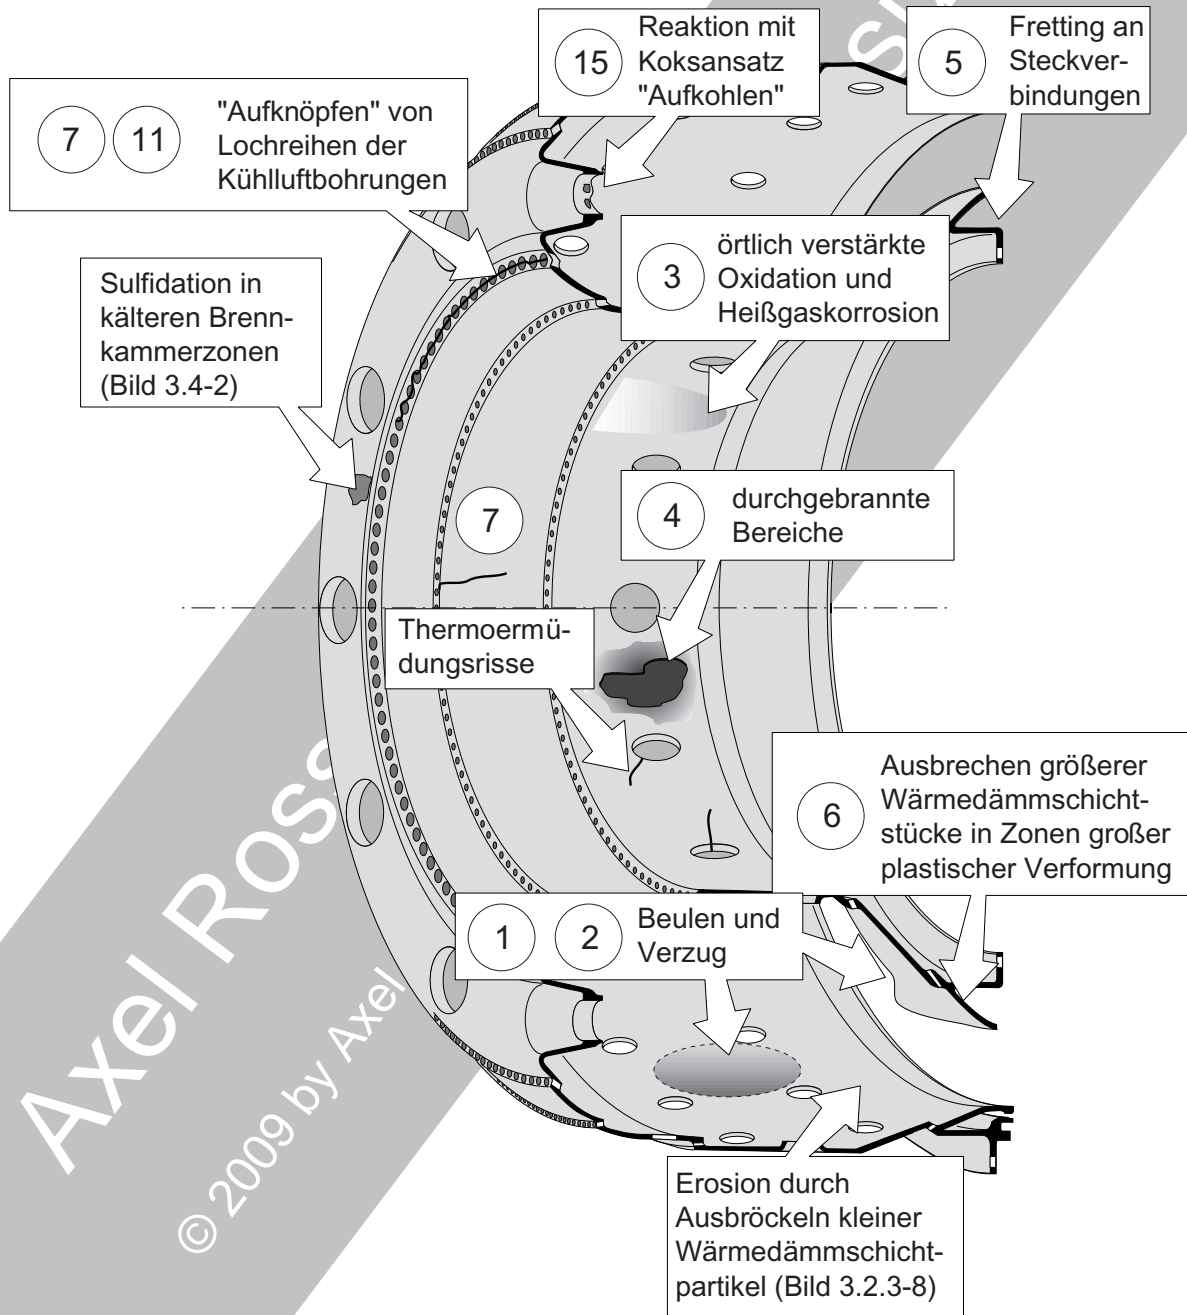 15
Reaktion mit
Koksansatz
"Aufkohlen"
5
Fretting an
Steckver-
bindungen
7 11
"Aufknöpfen" von
Lochreihen der
Kühlluftbohrungen
3
örtlich verstärkte
Oxidation und
Heißgaskorrosion
Sulfidation in
kälteren Brenn-
kammerzonen
(Bild 3.4-2)
4
durchgebrannte
Bereiche
7
Thermoermü-
dungsrisse
6
Ausbrechen größerer
Wärmedämmschicht-
stücke in Zonen großer
plastischer Verformung
1 2
Beulen und
Verzug
Erosion durch
Ausbröckeln kleiner
Wärmedämmschicht-
partikel (Bild 3.2.3-8)
Axel
© 2009 by Axel